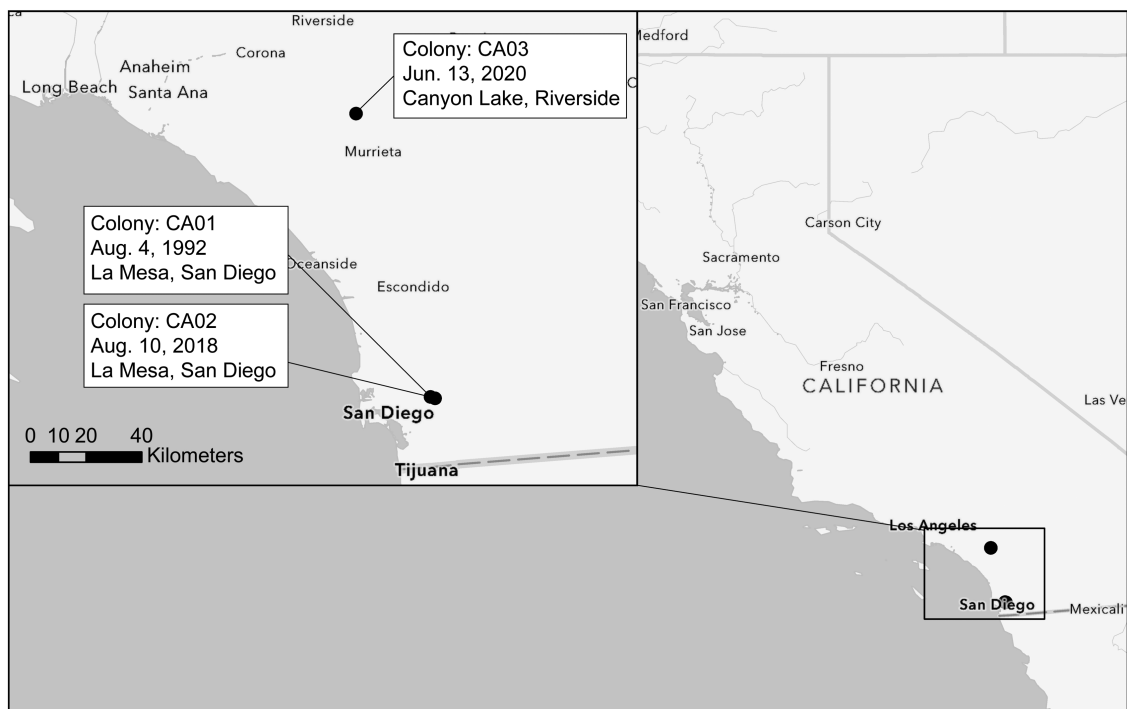 Riverside
Corona
Anaheim
Long Beach
Santa Ana
Colony: CA03
Jun. 13, 2020
Canyon Lake, Riverside
Murrieta
Colony: CA01
Aug. 4, 1992
La Mesa, San Diego
Oceanside
Escondido
Colony: CA02
Aug. 10, 2018
La Mesa, San Diego
San Diego
0 10 20 40
Kilometers
Tijuana
Medford
Carson City
Sacramento
San Francisco
San Jose
Fresno
CALIFORNIA
Las Ve
Los Angeles
San Diego
Mexicali